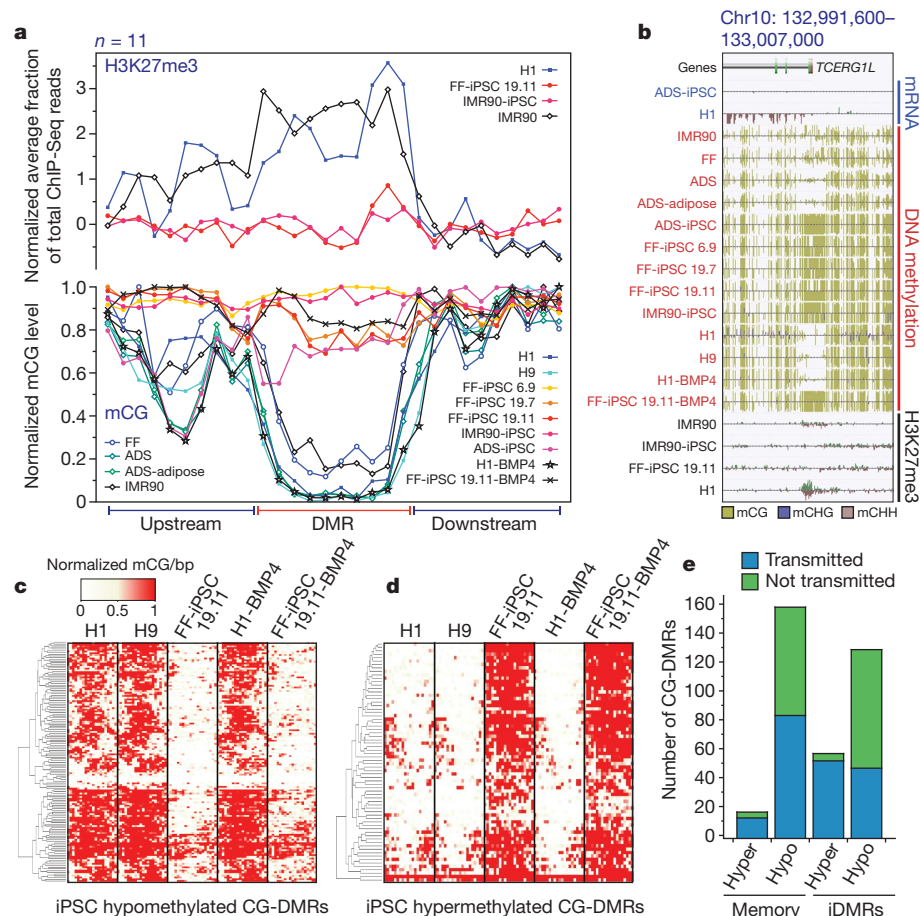 a
n = 11
H3K27me3
H1
FF-iPSC 19.11
IMR90-iPSC
IMR90
Normalized average fraction
of total ChIP-Seq reads
3
2
1
0
Normalized mCG level
1.0
0.8
0.6
0.4
0.2
0
mCG
FF
ADS
ADS-adipose
IMR90
H1
H9
FF-iPSC 6.9
FF-iPSC 19.7
FF-iPSC 19.11
IMR90-iPSC
ADS-iPSC
H1-BMP4
FF-iPSC 19.11-BMP4
Upstream
DMR
Downstream
b
Chr10: 132,991,600–
133,007,000
Genes
TCERG1L
ADS-iPSC
H1
IMR90
FF
ADS
ADS-adipose
ADS-iPSC
FF-iPSC 6.9
FF-iPSC 19.7
FF-iPSC 19.11
IMR90-iPSC
H1
H9
H1-BMP4
FF-iPSC 19.11-BMP4
IMR90
IMR90-iPSC
FF-iPSC 19.11
H1
mRNA
DNA methylation
H3K27me3
mCG
mCHG
mCHH
c
Normalized mCG/bp
0 0.5 1
H1
H9
FF-iPSC
19.11
H1-BMP4
FF-iPSC
19.11-BMP4
iPSC hypomethylated CG-DMRs
d
H1
H9
FF-iPSC
19.11
H1-BMP4
FF-iPSC
19.11-BMP4
iPSC hypermethylated CG-DMRs
e
Transmitted
Not transmitted
Number of CG-DMRs
160
140
120
100
80
60
40
20
0
Hyper
Hypo
Hyper
Hypo
Memory
iDMRs